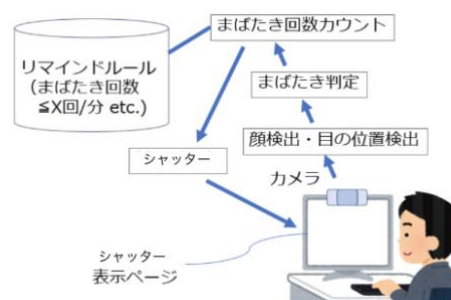 まばたき回数カウント
リマインドルール
(まばたき回数
≦X回/分 etc.)
まばたき判定
顔検出・目の位置検出
シャッター
カメラ
シャッター
表示ページ